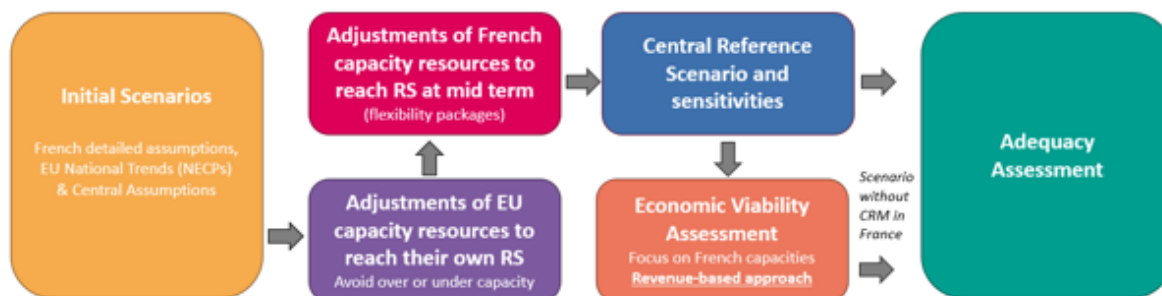 Initial Scenarios
French detailed assumptions,
EU National Trends (NECPs)
& Central Assumptions
Adjustments of French
capacity resources to
reach RS at mid term
(flexibility packages)
Adjustments of EU
capacity resources to
reach their own RS
Avoid over or under capacity
Central Reference
Scenario and
sensitivities
Economic Viability
Assessment
Focus on French capacities
Revenue-based approach
Scenario
without
CRM in
France
Adequacy
Assessment